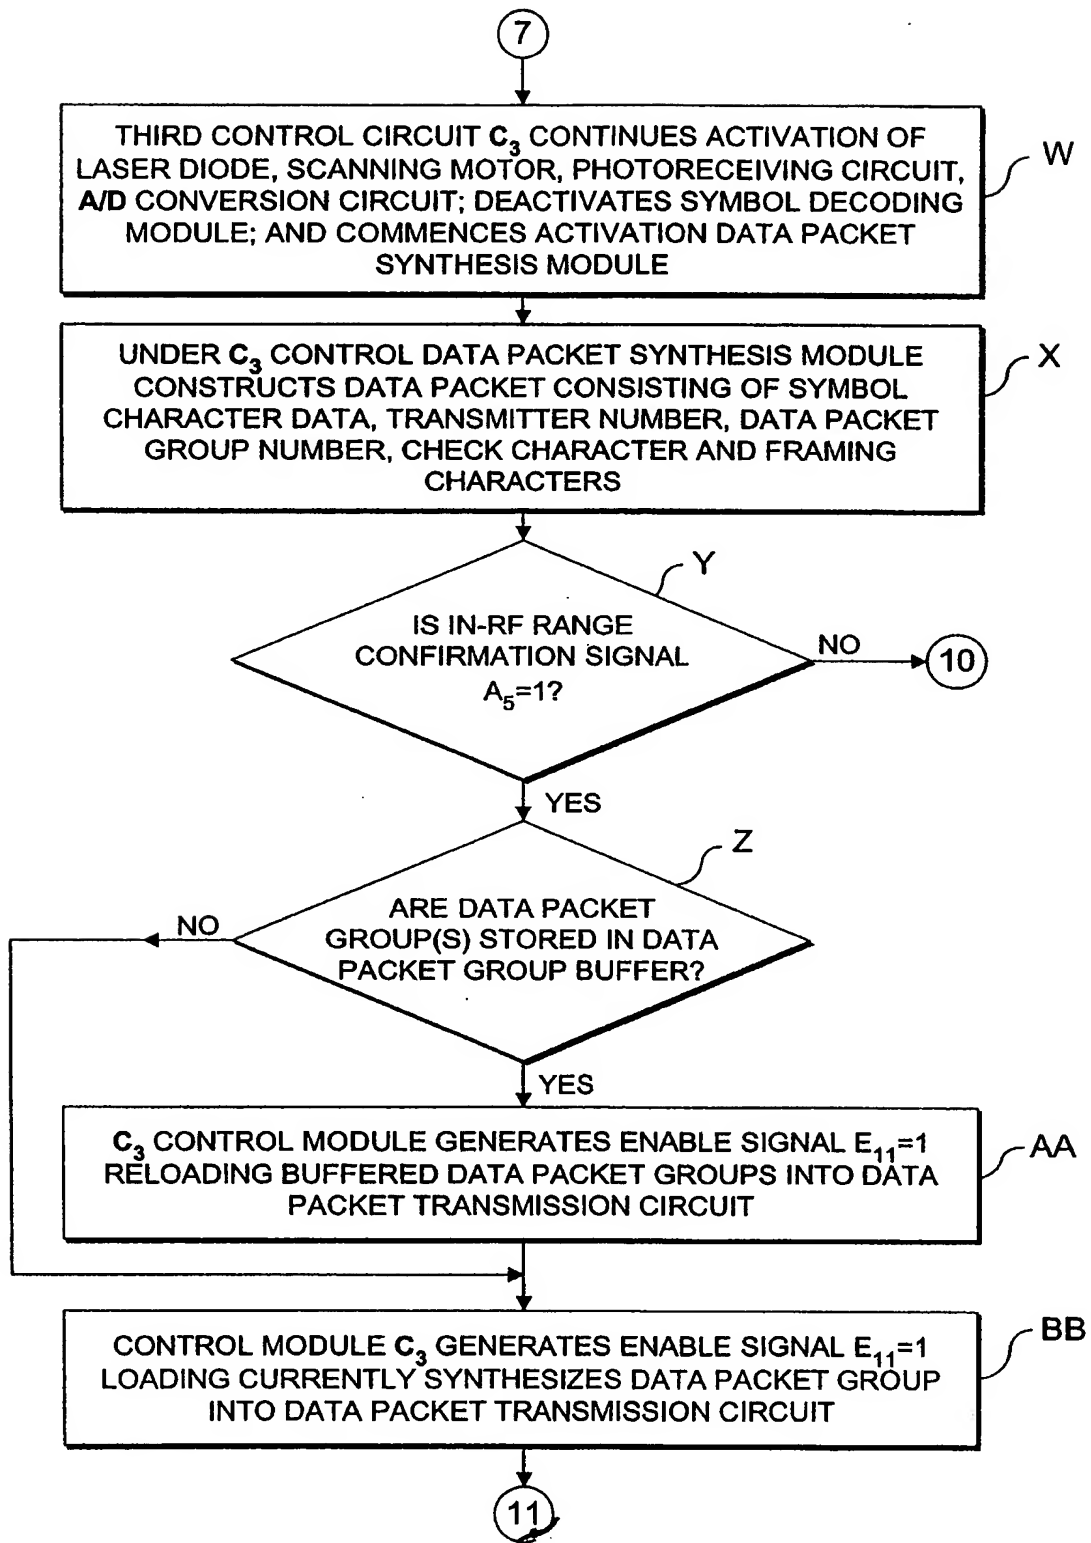 7
THIRD CONTROL CIRCUIT C3 CONTINUES ACTIVATION OF
LASER DIODE, SCANNING MOTOR, PHOTORECEIVING CIRCUIT,
A/D CONVERSION CIRCUIT; DEACTIVATES SYMBOL DECODING
MODULE; AND COMMENCES ACTIVATION DATA PACKET
SYNTHESIS MODULE
W
UNDER C3 CONTROL DATA PACKET SYNTHESIS MODULE
CONSTRUCTS DATA PACKET CONSISTING OF SYMBOL
CHARACTER DATA, TRANSMITTER NUMBER, DATA PACKET
GROUP NUMBER, CHECK CHARACTER AND FRAMING
CHARACTERS
X
Y
IS IN-RF RANGE
CONFIRMATION SIGNAL
A5=1?
NO
10
YES
Z
ARE DATA PACKET
GROUP(S) STORED IN DATA
PACKET GROUP BUFFER?
NO
YES
C3 CONTROL MODULE GENERATES ENABLE SIGNAL E11=1
RELOADING BUFFERED DATA PACKET GROUPS INTO DATA
PACKET TRANSMISSION CIRCUIT
AA
CONTROL MODULE C3 GENERATES ENABLE SIGNAL E11=1
LOADING CURRENTLY SYNTHESIZES DATA PACKET GROUP
INTO DATA PACKET TRANSMISSION CIRCUIT
BB
11